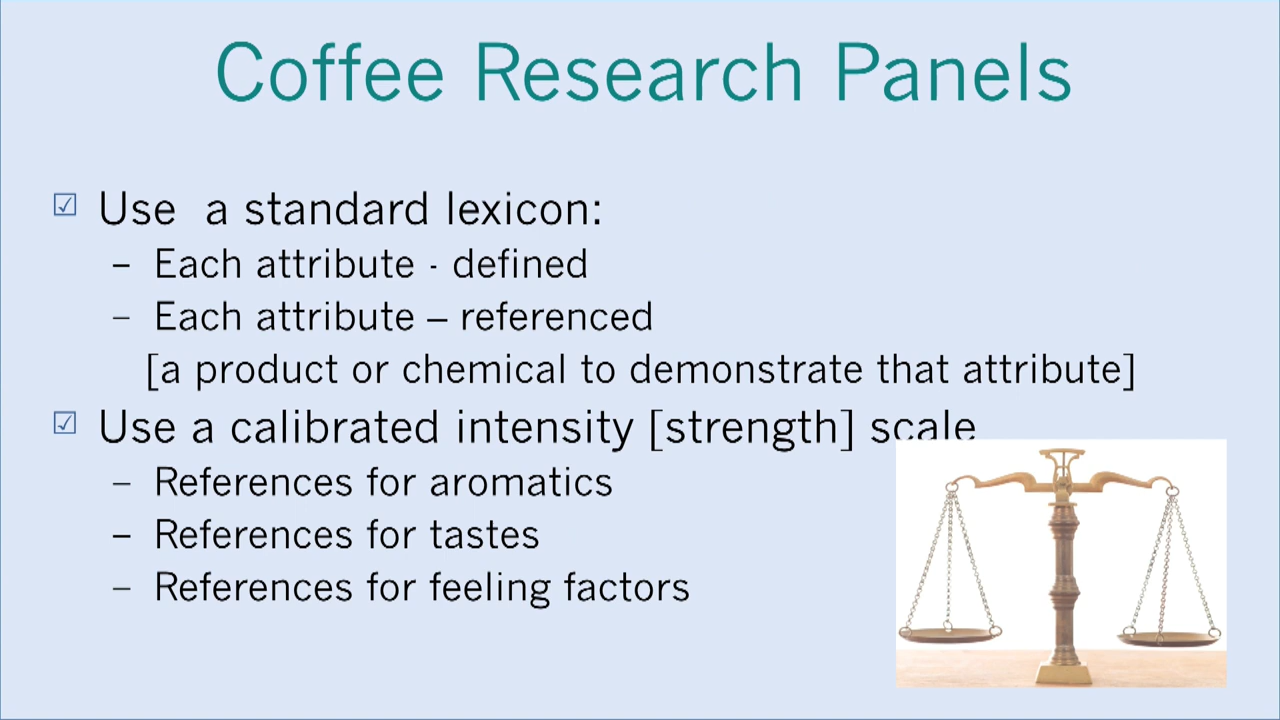 Coffee Research Panels
☑ Use  a standard lexicon:
– Each attribute - defined
– Each attribute – referenced
[a product or chemical to demonstrate that attribute]
☑ Use a calibrated intensity [strength] scale
– References for aromatics
– References for tastes
– References for feeling factors